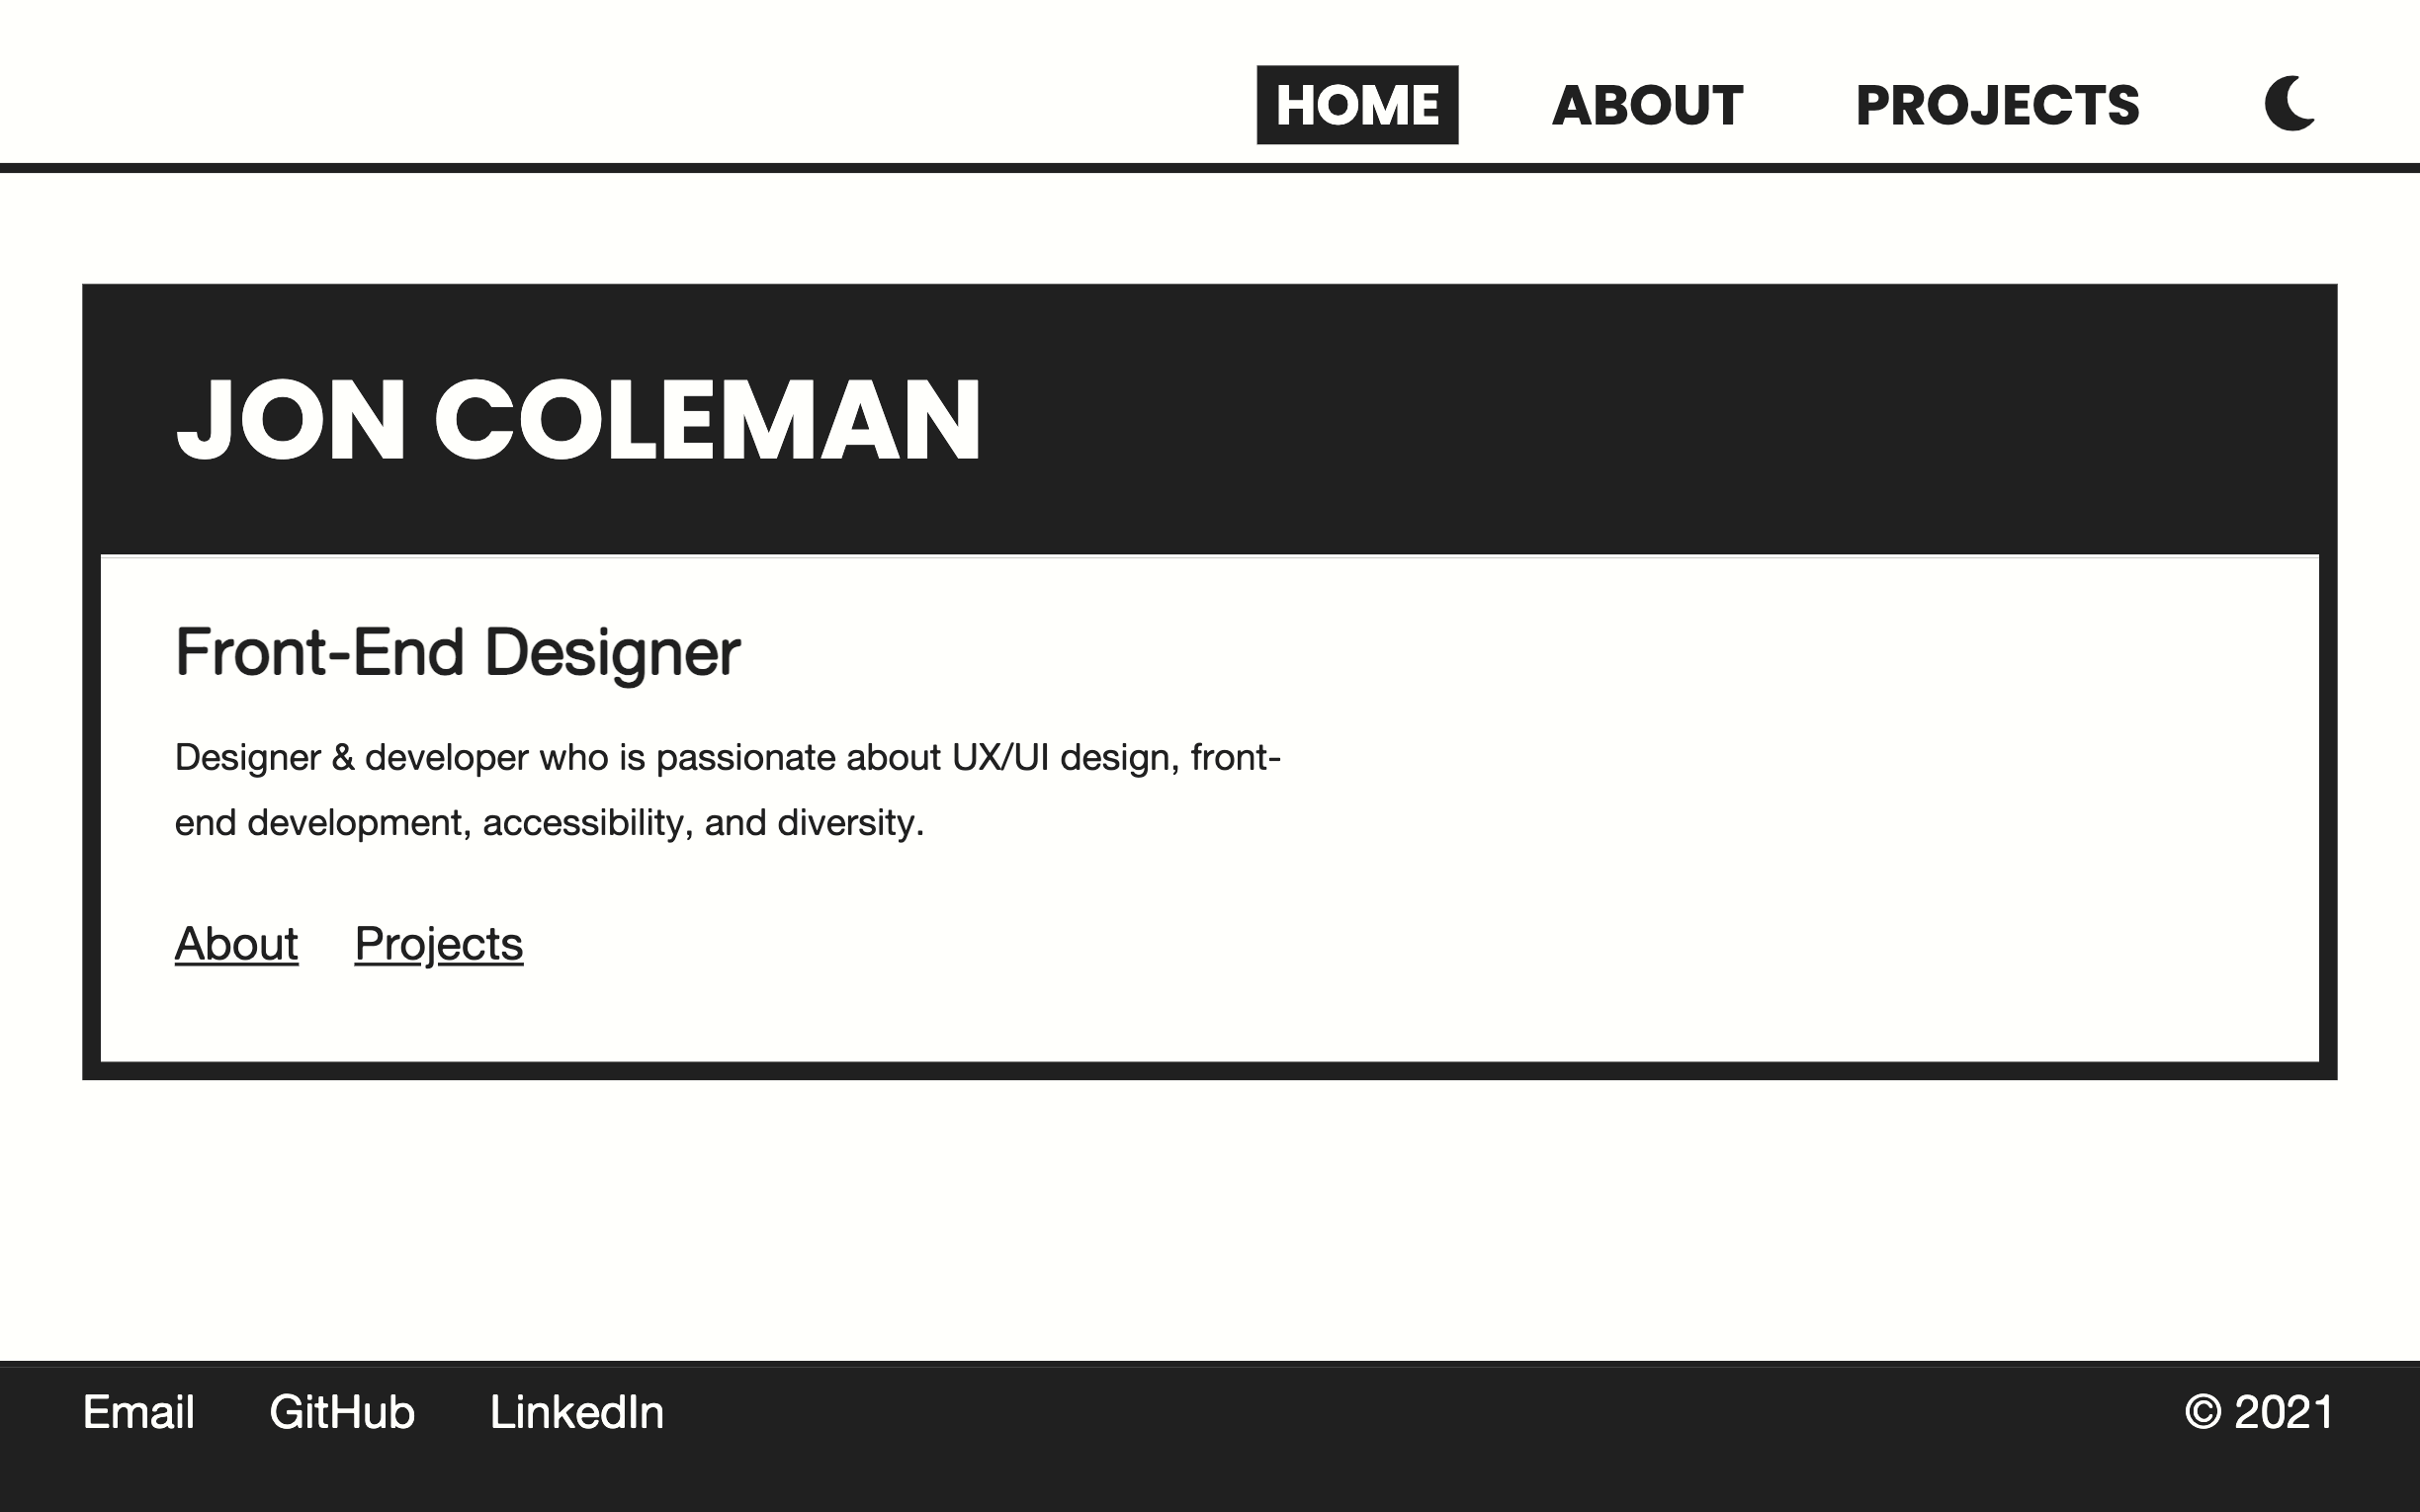 HOME ABOUT PROJECTS
JON COLEMAN
Front-End Designer
Designer & developer who is passionate about UX/UI design, front-
end development, accessibility, and diversity.
About Projects
Email GitHub LinkedIn © 2021